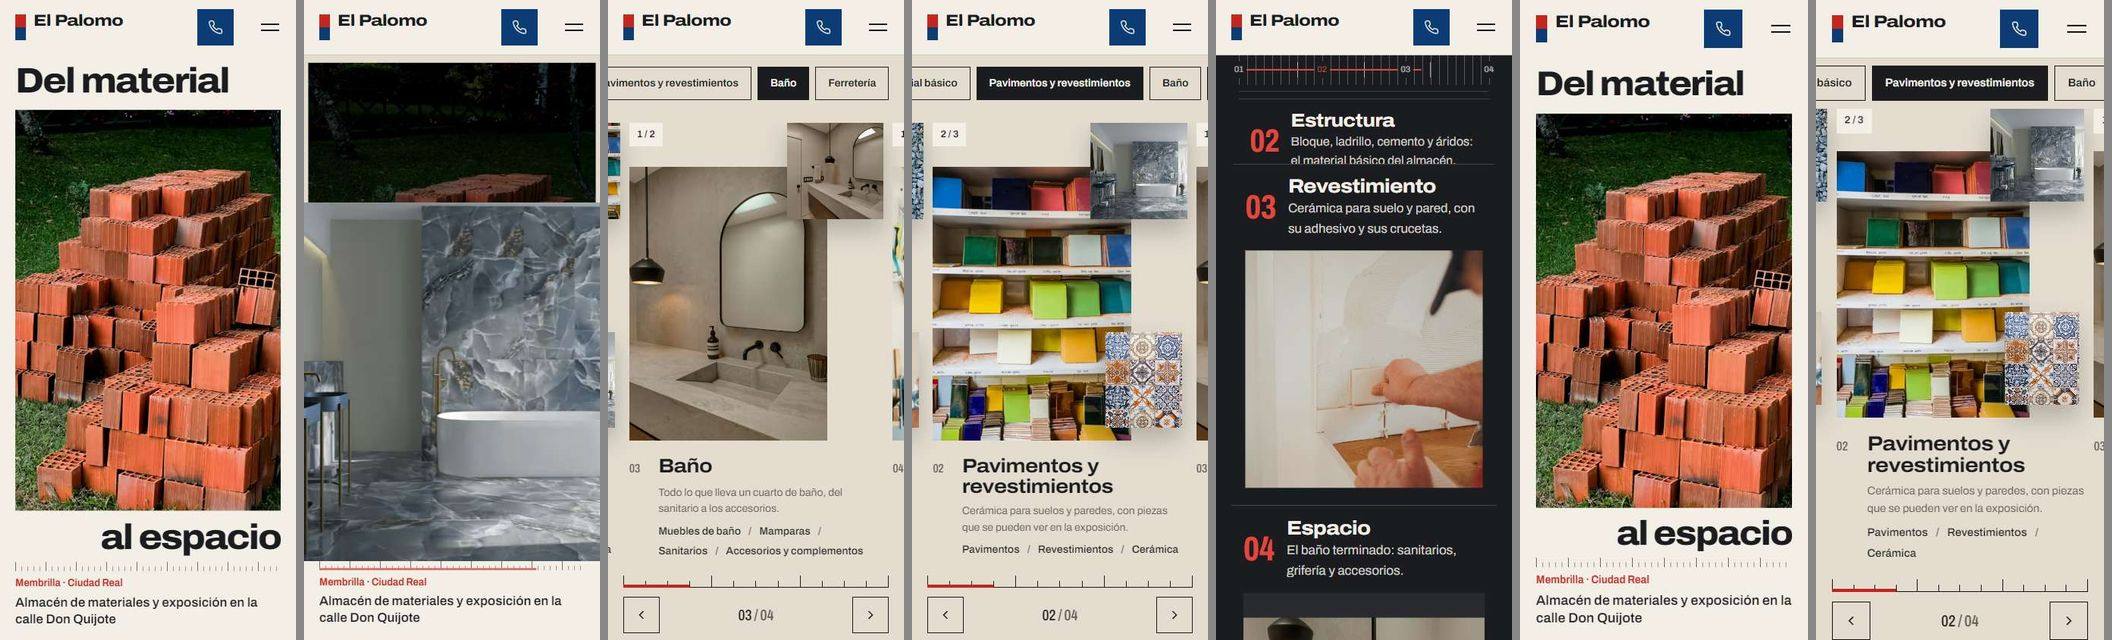 El Palomo
Del material
al espacio
Membrilla · Ciudad Real
Almacén de materiales y exposición en la
calle Don Quijote
El Palomo
Membrilla · Ciudad Real
Almacén de materiales y exposición en la
calle Don Quijote
El Palomo
avimentos y revestimientos
Baño
Ferretería
1 / 2
03
Baño
04
Todo lo que lleva un cuarto de baño, del
sanitario a los accesorios.
Muebles de baño / Mamparas /
Sanitarios / Accesorios y complementos
03 / 04
El Palomo
ial básico
Pavimentos y revestimientos
Baño
2 / 3
02
Pavimentos y
revestimientos
03
Cerámica para suelos y paredes, con piezas
que se pueden ver en la exposición.
Pavimentos / Revestimientos / Cerámica
02 / 04
El Palomo
01
02
03
04
02
Estructura
Bloque, ladrillo, cemento y áridos:
el material básico del almacén.
03
Revestimiento
Cerámica para suelo y pared, con
su adhesivo y sus crucetas.
04
Espacio
El baño terminado: sanitarios,
grifería y accesorios.
El Palomo
Del material
al espacio
Membrilla · Ciudad Real
Almacén de materiales y exposición en la
calle Don Quijote
El Palomo
básico
Pavimentos y revestimientos
Baño
2 / 3
02
Pavimentos y
revestimientos
03
Cerámica para suelos y paredes, con piezas
que se pueden ver en la exposición.
Pavimentos / Revestimientos /
Cerámica
02 / 04